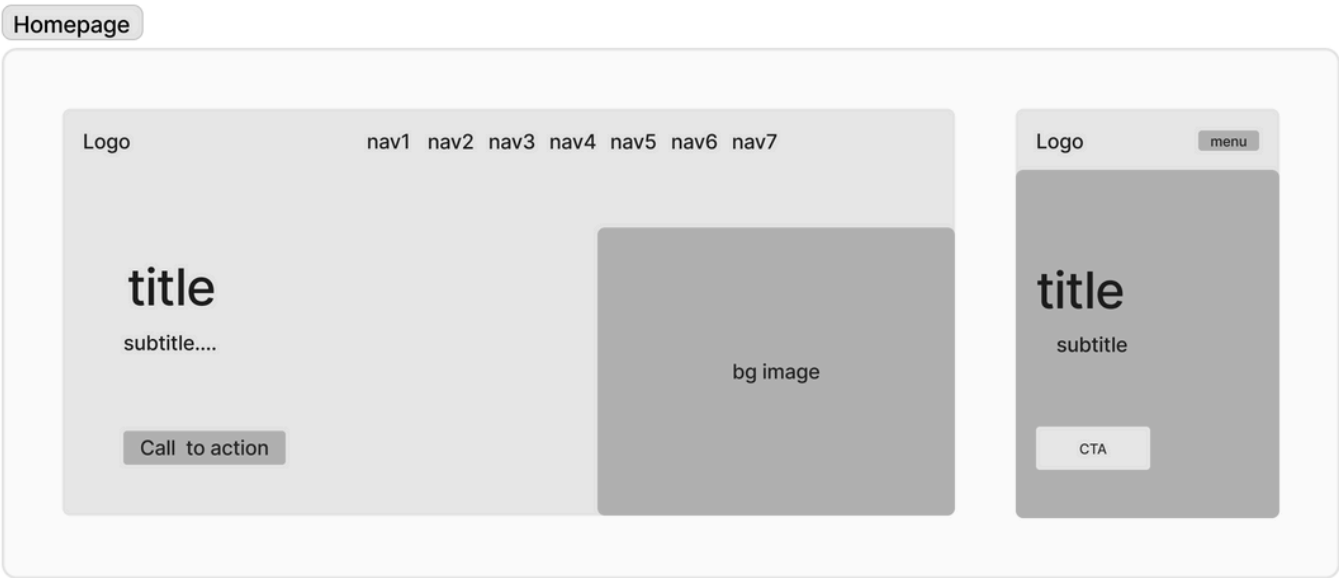 Homepage
Logo nav1 nav2 nav3 nav4 nav5 nav6 nav7
title
subtitle....
Call to action
bg image
Logo menu
title
subtitle
CTA